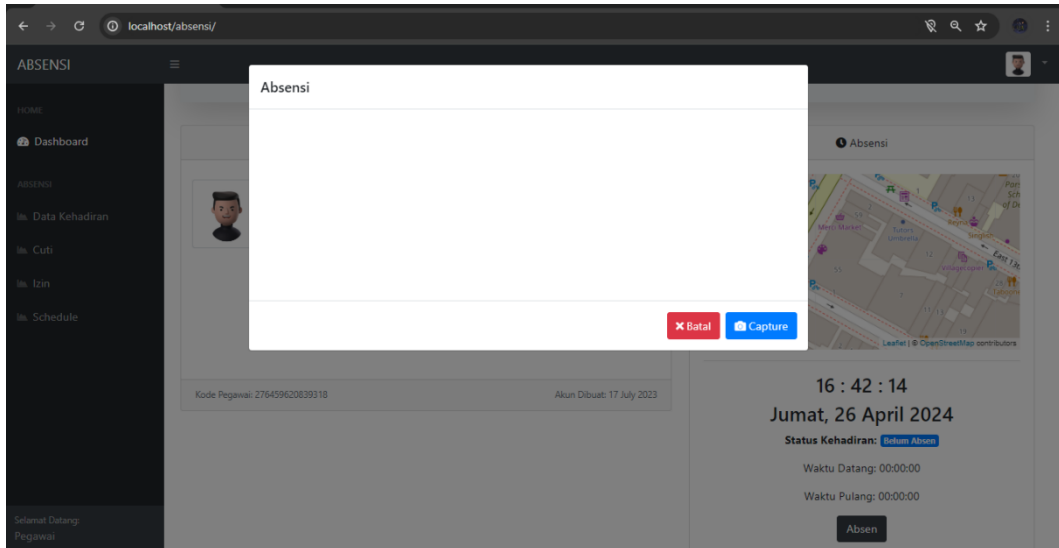 localhost/absensi/
ABSENSI
Absensi
HOME
Dashboard
Absensi
ABSENSI
Data Kehadiran
Cuti
Izin
Schedule
Batal
Capture
Leaflet | © OpenStreetMap contributors
Kode Pegawai: 276459620839318
Akun Dibuat: 17 July 2023
16 : 42 : 14
Jumat, 26 April 2024
Status Kehadiran: Belum Absen
Waktu Datang: 00:00:00
Waktu Pulang: 00:00:00
Absen
Selamat Datang:
Pegawai